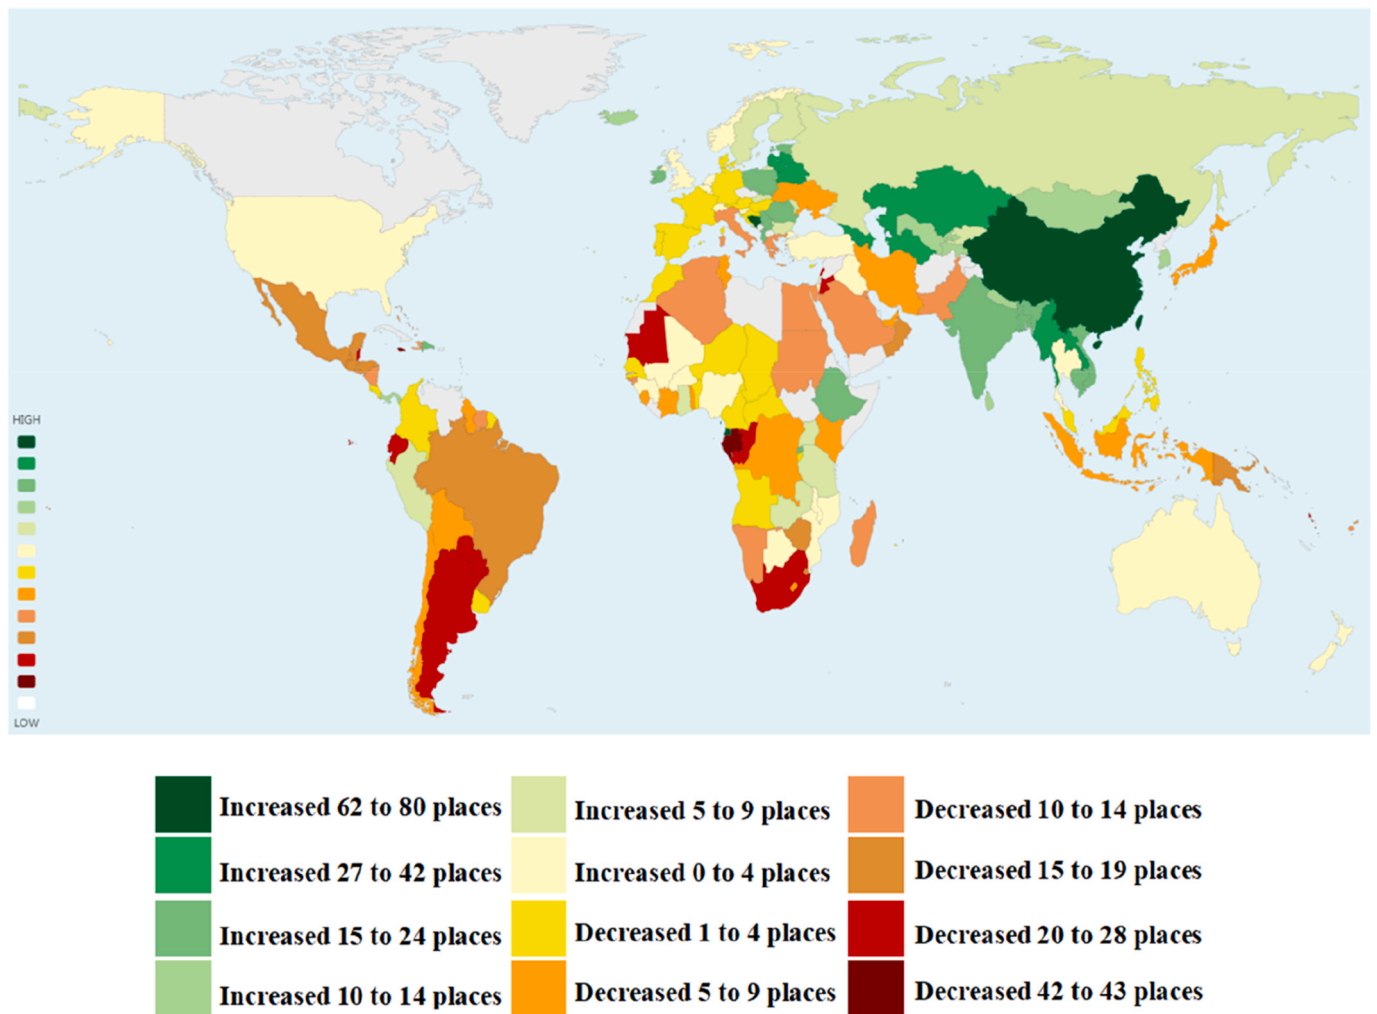 HIGH
LOW
Increased 62 to 80 places
Increased 5 to 9 places
Decreased 10 to 14 places
Increased 27 to 42 places
Increased 0 to 4 places
Decreased 15 to 19 places
Increased 15 to 24 places
Decreased 1 to 4 places
Decreased 20 to 28 places
Increased 10 to 14 places
Decreased 5 to 9 places
Decreased 42 to 43 places